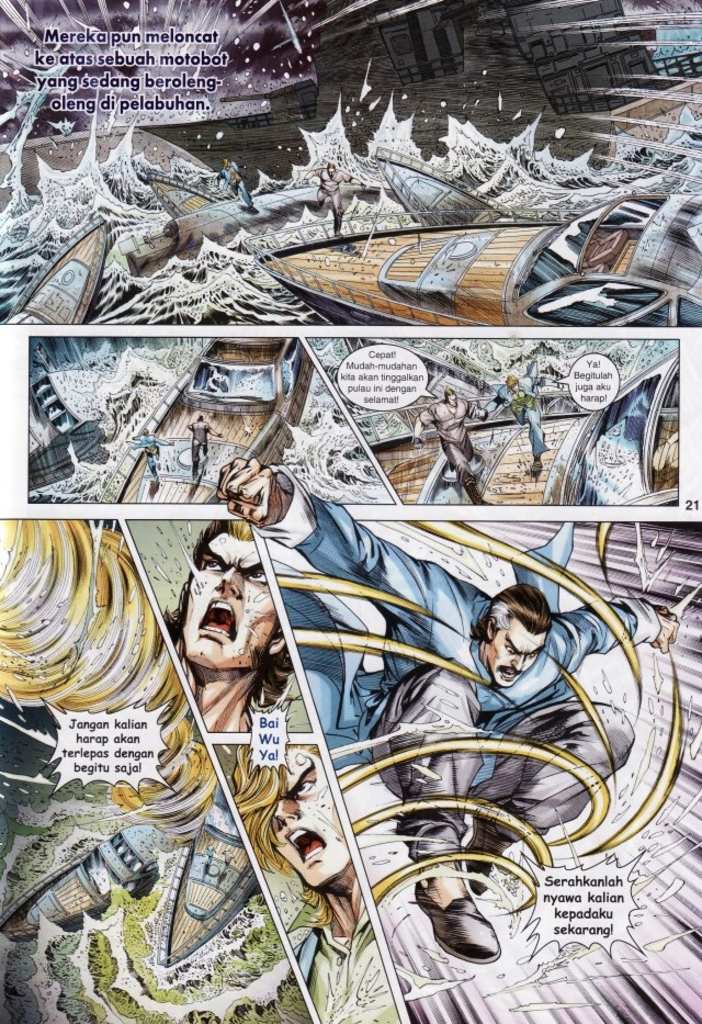 Mereka pun meloncat
ke atas sebuah motobot
yang sedang beroleng-
oleng di pelabuhan.
Cepat!
Mudah-mudahan
kita akan tinggalkan
pulau ini dengan
selamat!
Ya!
Begitulah
juga aku
harap!
21
Jangan kalian
harap akan
terlepas dengan
begitu saja!
Bai
Wu
Ya!
Serahkanlah
nyawa kalian
kepadaku
sekarang!